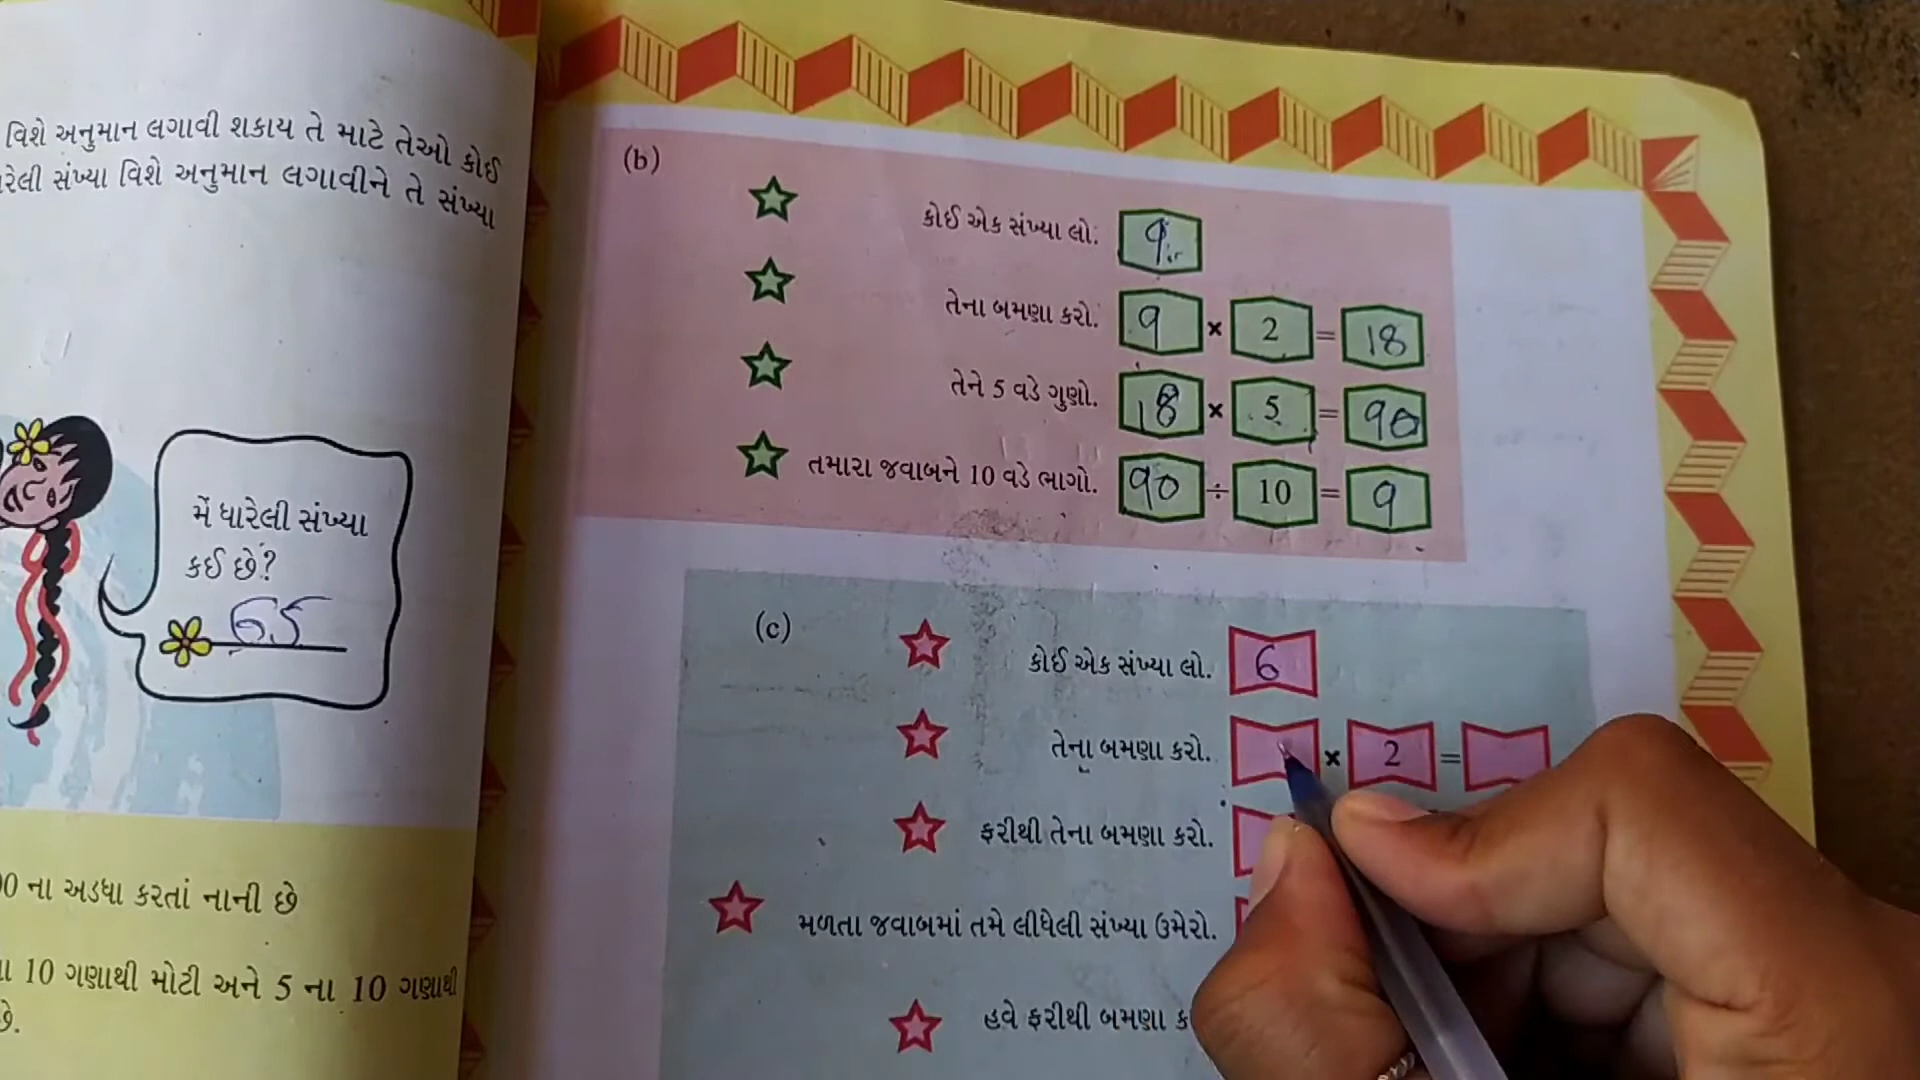 વિશે અનુમાન લગાવી શકાય તે માટે તેઓ કોઈ
રેલી સંખ્યા વિશે અનુમાન લગાવીને તે સંખ્યા
મેં ધારેલી સંખ્યા
કઈ છે?
65
0 ના અડધા કરતાં નાની છે
10 ગણાથી મોટી અને 5 ના 10 ગણાથી
છે.
(b)
કોઈ એક સંખ્યા લો. 9
તેના બમણા કરો. 9 × 2 = 18
તેને 5 વડે ગુણો. 18 × 5 = 90
તમારા જવાબને 10 વડે ભાગો. 90 ÷ 10 = 9
(c)
કોઈ એક સંખ્યા લો. 6
તેના બમણા કરો. × 2 =
ફરીથી તેના બમણા કરો.
મળતા જવાબમાં તમે લીધેલી સંખ્યા ઉમેરો.
હવે ફરીથી બમણા ક